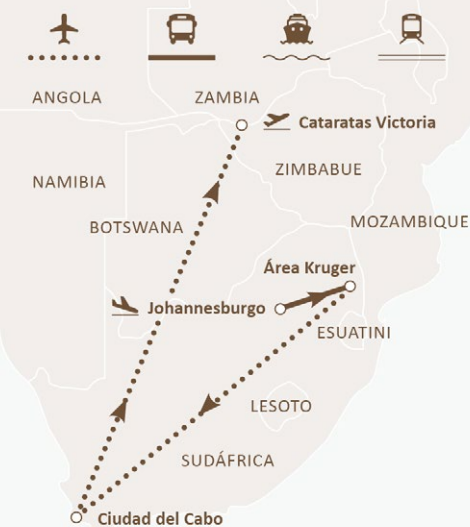 ANGOLA
ZAMBIA
Cataratas Victoria
NAMIBIA
ZIMBABUE
BOTSWANA
MOZAMBIQUE
Área Kruger
Johannesburgo
ESUATINI
LESOTO
SUDÁFRICA
Ciudad del Cabo